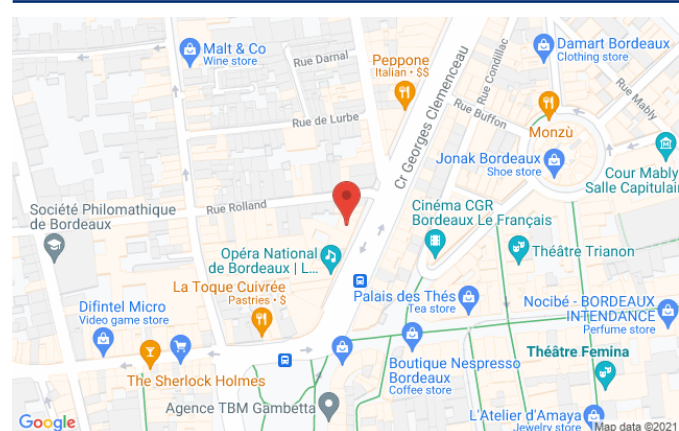 Malt & Co
Wine store
Rue Damal
Peppone
Italian • $$
Cr Georges Clemenceau
Rue Condillac
Damart Bordeaux
Clothing store
Rue Mably
Rue Buffon
Monzù
Rue de Lurbe
Jonak Bordeaux
Shoe store
Cour Mably
Salle Capitulai
Société Philomathique
de Bordeaux
Rue Rolland
Cinéma CGR
Bordeaux Le Français
Opéra National
de Bordeaux | L...
Théâtre Trianon
La Toque Cuivrée
Pastries • $
Palais des Thés
Tea store
Difintel Micro
Video game store
Nocibé - BORDEAUX
INTENDANCE
Perfume store
The Sherlock Holmes
Boutique Nespresso
Bordeaux
Coffee store
Théâtre Femina
Agence TBM Gambetta
L'Atelier d'Amaya
Jewelry store
Google
Map data ©2021